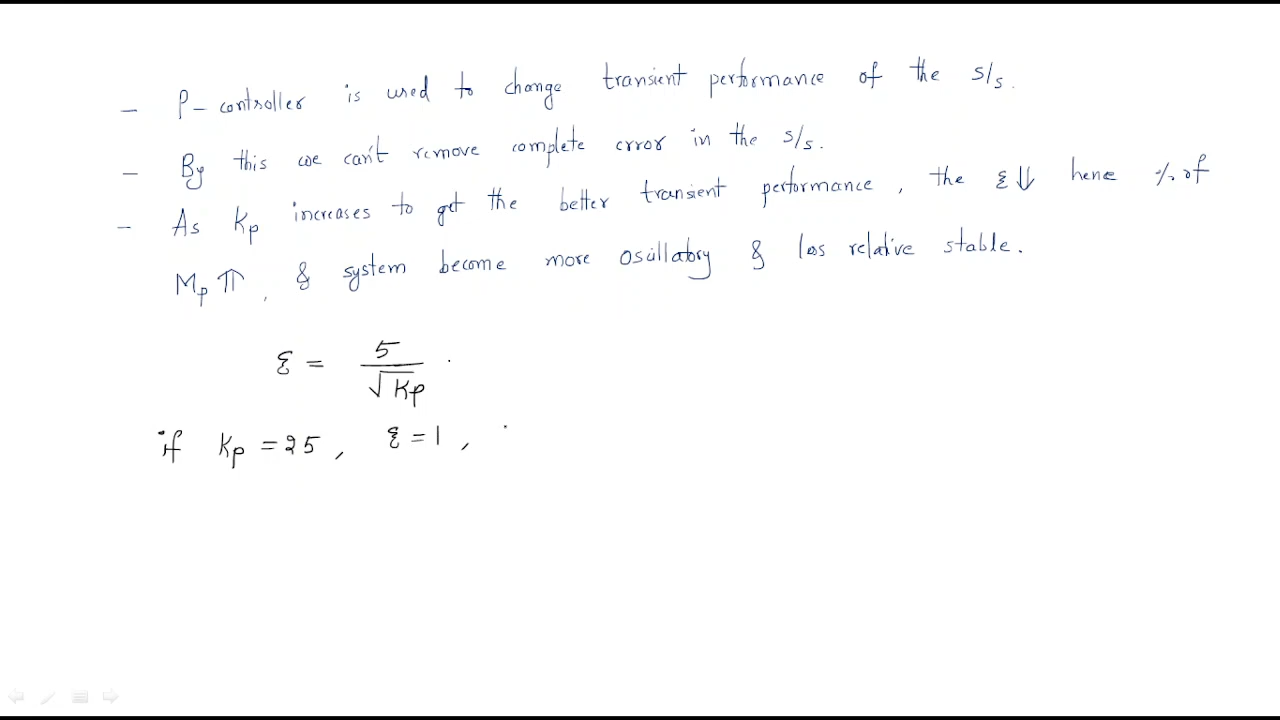 - P-controller is used to change transient performance of the s/s.
- By this we can't remove complete error in the s/s.
- As Kp increases to get the better transient performance, the ξ↓ hence % of
Mp ⇑, & system become more oscillatory & less relative stable.
ξ = 5/√Kp
if Kp = 25, ξ = 1,